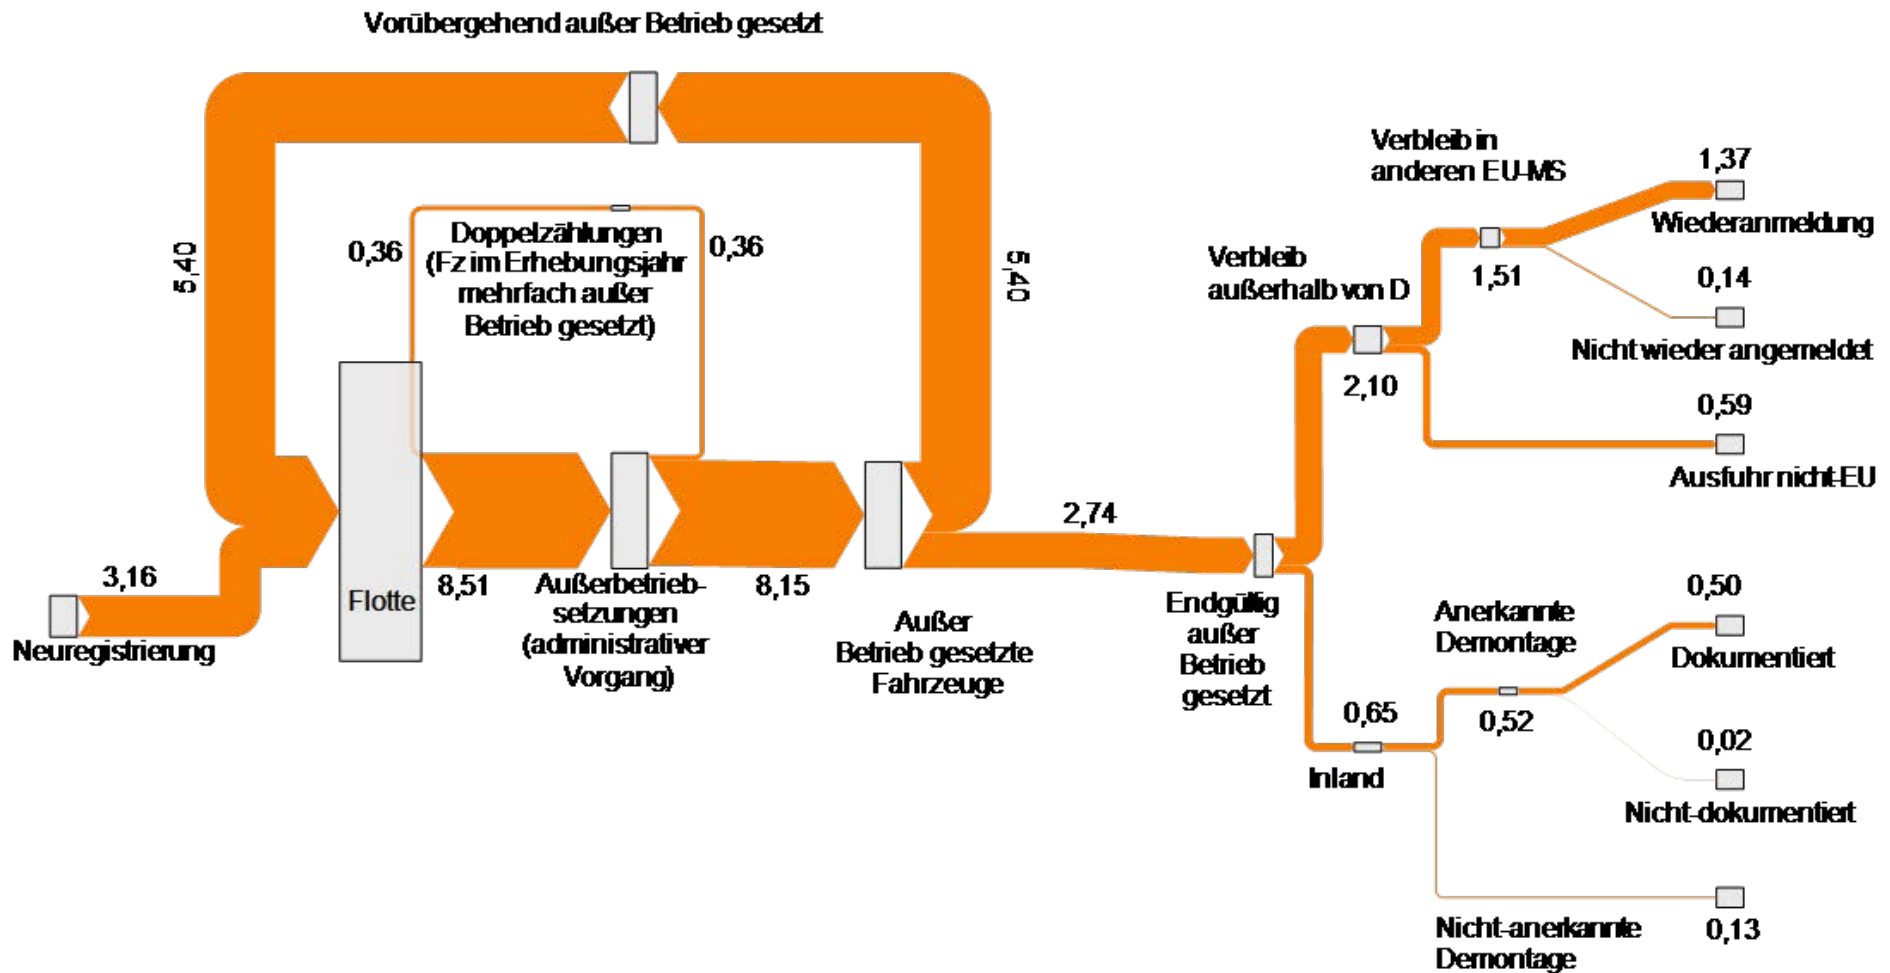 Vorübergehend außer Betrieb gesetzt
5,40
0,36
Doppelzählungen
(Fz im Erhebungsjahr
mehrfach außer
Betrieb gesetzt)
0,36
5,40
3,16
Neuregistrierung
Flotte
8,51
Außerbetrieb-
setzungen
(administrativer
Vorgang)
8,15
Außer
Betrieb gesetzte
Fahrzeuge
2,74
Endgültig
außer
Betrieb
gesetzt
Verbleib
außerhalb von D
2,10
Verbleib in
anderen EU-MS
1,51
1,37
Wiederanmeldung
0,14
Nicht wieder angemeldet
0,59
Ausfuhr nicht-EU
0,65
Inland
Anerkannte
Demontage
0,52
0,50
Dokumentiert
0,02
Nicht-dokumentiert
Nicht-anerkannte
Demontage
0,13